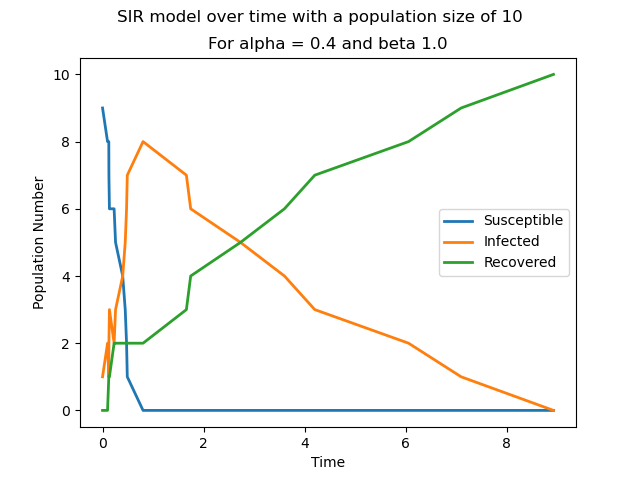 SIR model over time with a population size of 10
For alpha = 0.4 and beta 1.0
10
8
6
4
2
0
Population Number
Susceptible
Infected
Recovered
0 2 4 6 8
Time